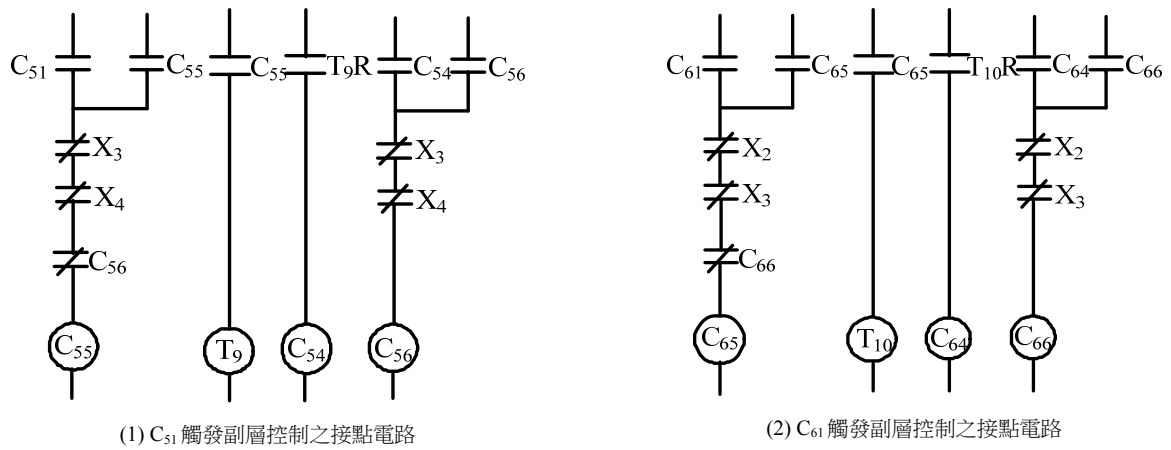 C₅₁ C₅₅ C₅₅ T₉R C₅₄ C₅₆
X₃ X₃
X₄ X₄
C₅₆
C₅₅ T₉ C₅₄ C₅₆
(1) C₅₁ 觸發副層控制之接點電路
C₆₁ C₆₅ C₆₅ T₁₀R C₆₄ C₆₆
X₂ X₂
X₃ X₃
C₆₆
C₆₅ T₁₀ C₆₄ C₆₆
(2) C₆₁ 觸發副層控制之接點電路